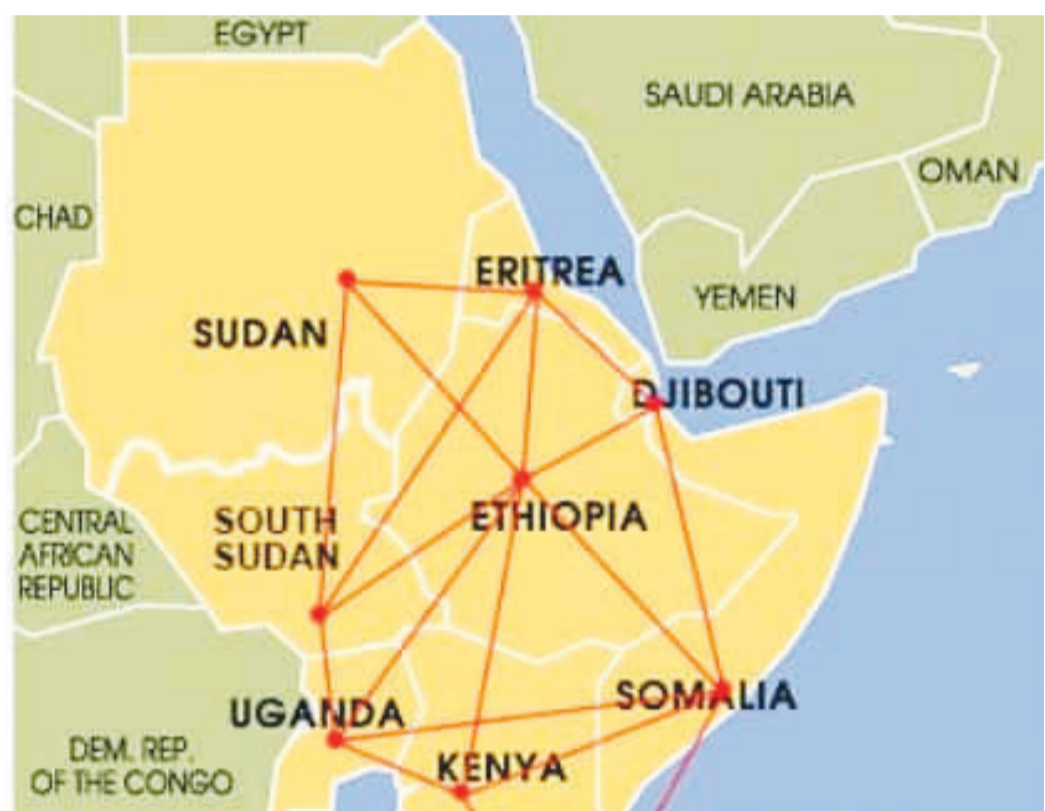 EGYPT
SAUDI ARABIA
OMAN
CHAD
ERITREA
YEMEN
SUDAN
DJIBOUTI
CENTRAL
AFRICAN
REPUBLIC
SOUTH
SUDAN
ETHIOPIA
SOMALIA
UGANDA
KENYA
DEM. REP.
OF THE CONGO